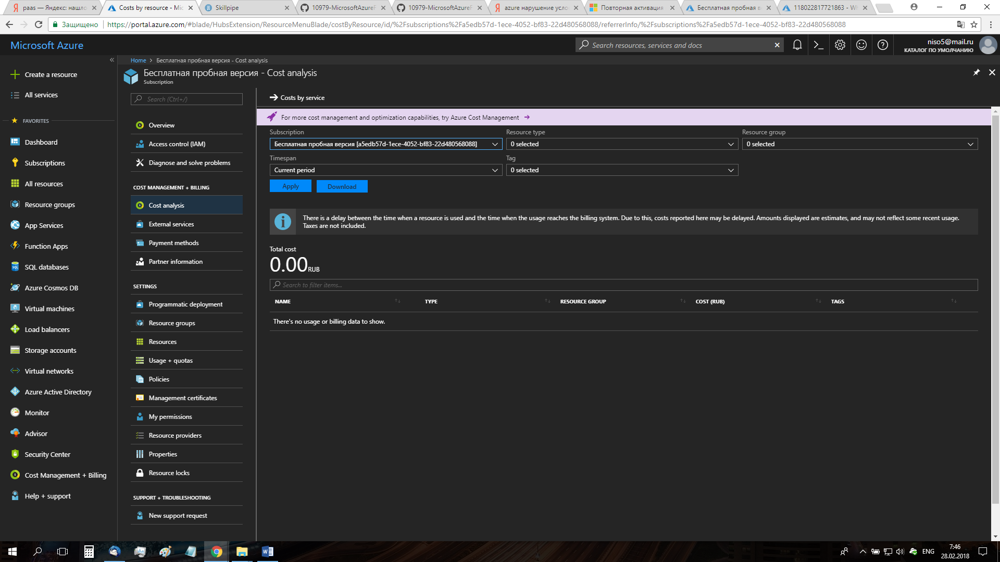 paas — Яндекс: нашло
Costs by resource - Mic
Skillpipe
10979-MicrosoftAzureF
10979-MicrosoftAzureF
azure нарушение усло
Повторная активация
Бесплатная пробная в
118022817721863 - Wh
Защищено
https://portal.azure.com/#blade/HubsExtension/ResourceMenuBlade/costByResource/id/%2Fsubscriptions%2Fa5edb57d-1ece-4052-bf83-22d480568088/referrerInfo/%2Fsubscriptions%2Fa5edb57d-1ece-4052-bf83-22d480568088
Microsoft Azure
Search resources, services and docs
niso5@mail.ru
КАТАЛОГ ПО УМОЛЧАНИЮ
Create a resource
All services
FAVORITES
Dashboard
Subscriptions
All resources
Resource groups
App Services
Function Apps
SQL databases
Azure Cosmos DB
Virtual machines
Load balancers
Storage accounts
Virtual networks
Azure Active Directory
Monitor
Advisor
Security Center
Cost Management + Billing
Help + support
Home > Бесплатная пробная версия - Cost analysis
Бесплатная пробная версия - Cost analysis
Subscription
Search (Ctrl+/)
Overview
Access control (IAM)
Diagnose and solve problems
COST MANAGEMENT + BILLING
Cost analysis
External services
Payment methods
Partner information
SETTINGS
Programmatic deployment
Resource groups
Resources
Usage + quotas
Policies
Management certificates
My permissions
Resource providers
Properties
Resource locks
SUPPORT + TROUBLESHOOTING
New support request
Costs by service
For more cost management and optimization capabilities, try Azure Cost Management
Subscription
Resource type
Resource group
Бесплатная пробная версия [a5edb57d-1ece-4052-bf83-22d480568088]
0 selected
0 selected
Timespan
Tag
Current period
0 selected
Apply
Download
There is a delay between the time when a resource is used and the time when the usage reaches the billing system. Due to this, costs reported here may be delayed. Amounts displayed are estimates, and may not reflect some recent usage.
Taxes are not included.
Total cost
0.00 RUB
Search to filter items...
NAME
TYPE
RESOURCE GROUP
COST (RUB)
TAGS
There's no usage or billing data to show.
ENG
7:46
28.02.2018